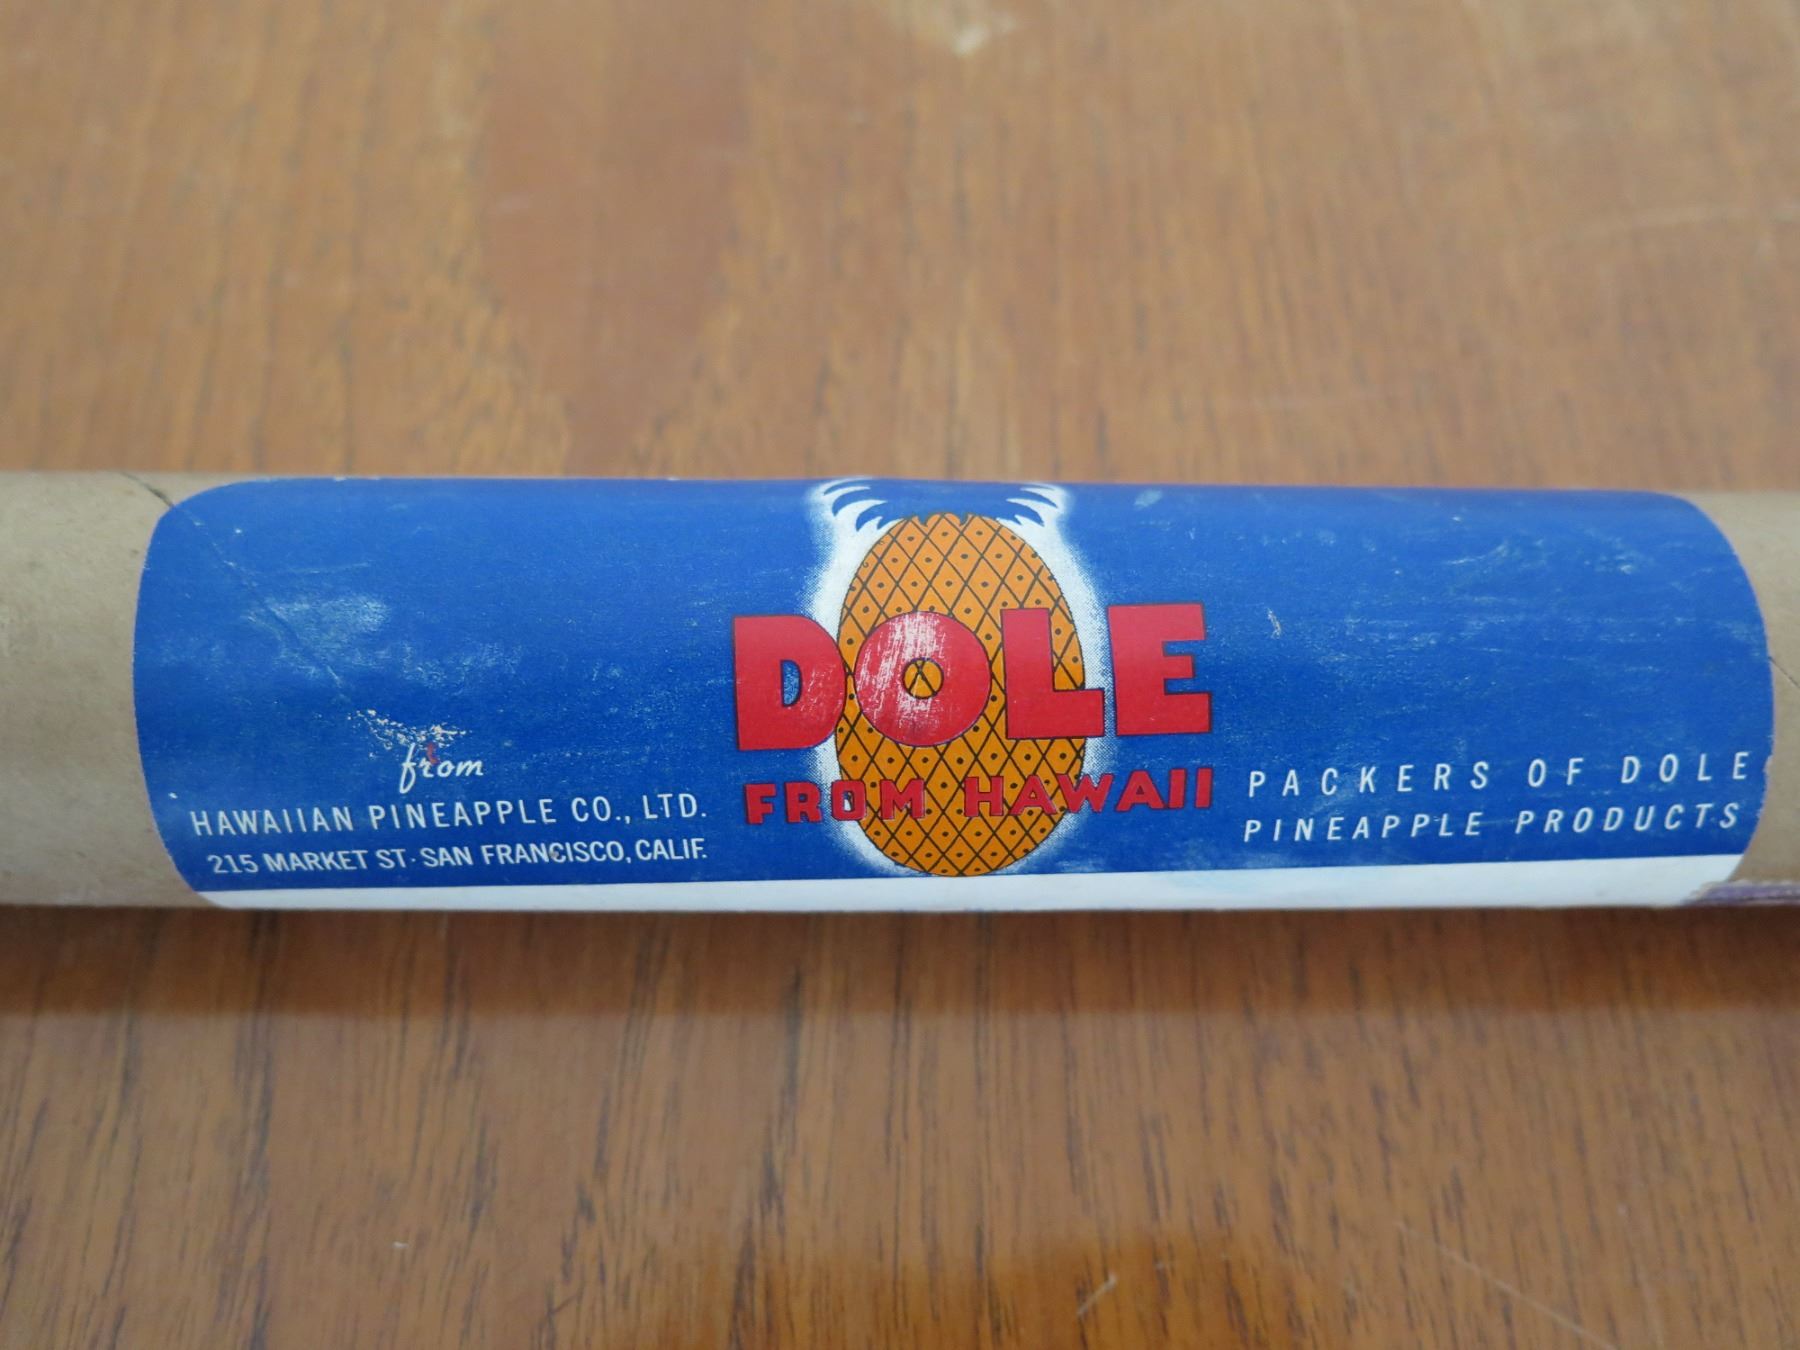 from
HAWAIIAN PINEAPPLE CO., LTD.
215 MARKET ST· SAN FRANCISCO, CALIF.
DOLE
FROM HAWAII
PACKERS OF DOLE
PINEAPPLE PRODUCTS